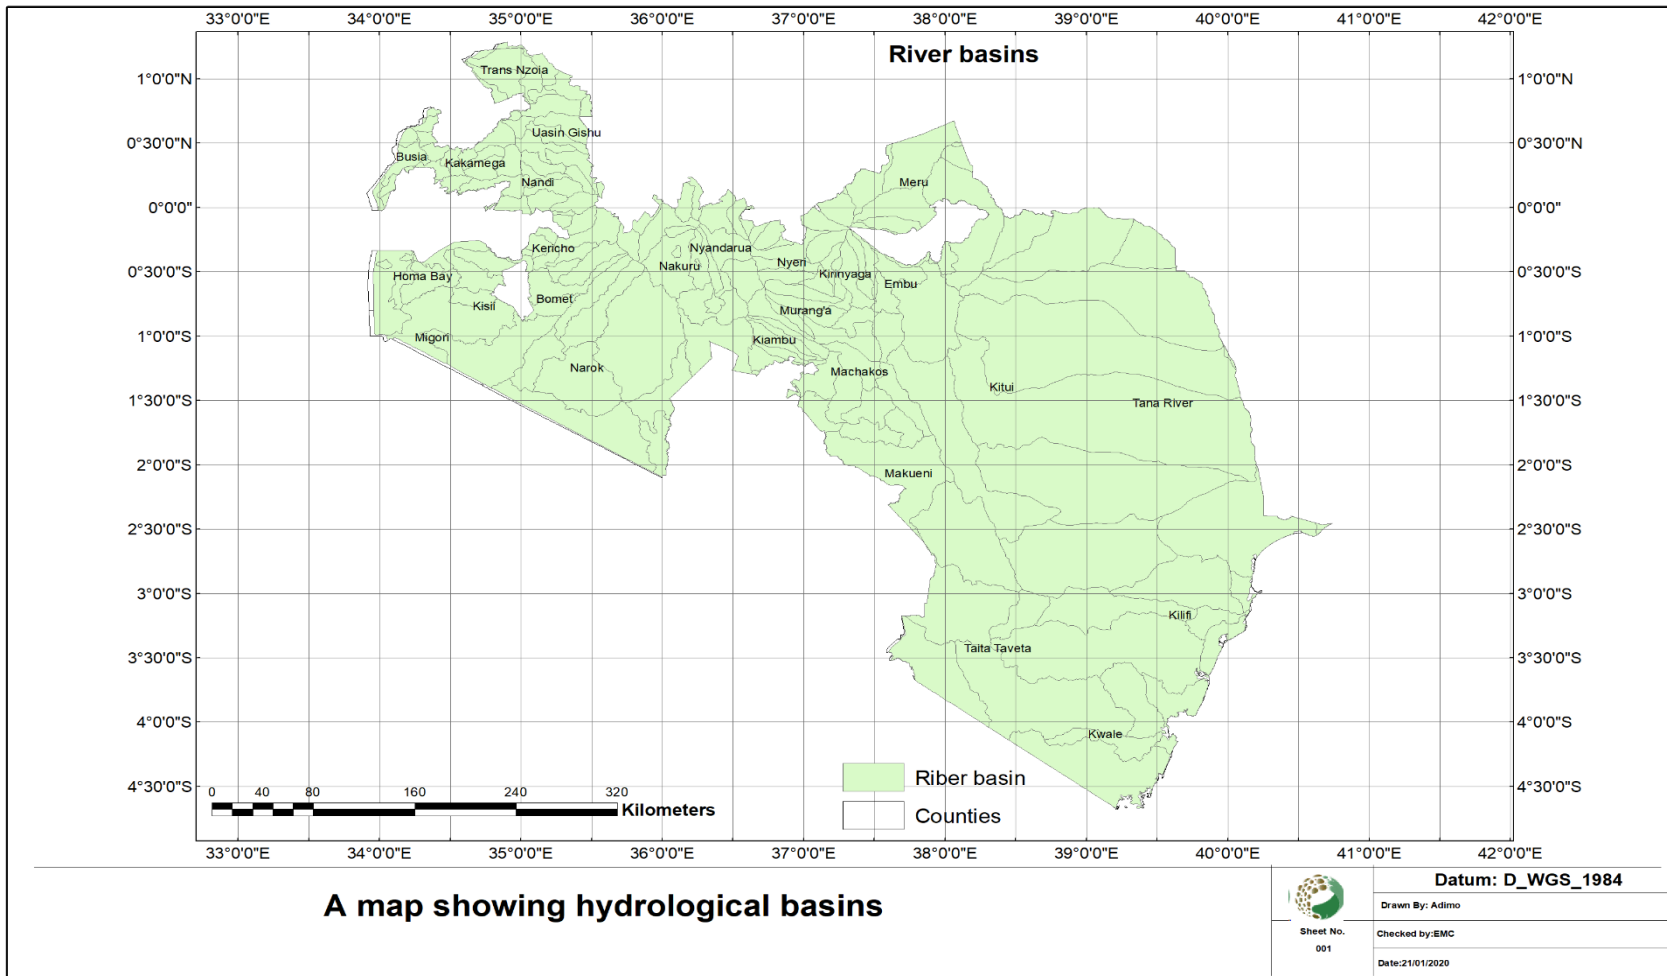 33°0'0"E 34°0'0"E 35°0'0"E 36°0'0"E 37°0'0"E 38°0'0"E 39°0'0"E 40°0'0"E 41°0'0"E 42°0'0"E
River basins
1°0'0"N 1°0'0"N
Trans Nzoia
0°30'0"N 0°30'0"N
Uasin Gishu
Busia
Kakamega
Nandi
Meru
0°0'0" 0°0'0"
Kericho
Nyandarua
Nakuru
Nyeri
0°30'0"S 0°30'0"S
Homa Bay
Kirinyaga
Embu
Kisii
Bomet
Murang'a
1°0'0"S 1°0'0"S
Migori
Kiambu
Narok
Machakos
Kitui
1°30'0"S 1°30'0"S
Tana River
2°0'0"S 2°0'0"S
Makueni
2°30'0"S 2°30'0"S
3°0'0"S 3°0'0"S
Kilifi
3°30'0"S 3°30'0"S
Taita Taveta
4°0'0"S 4°0'0"S
Kwale
4°30'0"S 4°30'0"S
Riber basin
Counties
0 40 80 160 240 320
Kilometers
33°0'0"E 34°0'0"E 35°0'0"E 36°0'0"E 37°0'0"E 38°0'0"E 39°0'0"E 40°0'0"E 41°0'0"E 42°0'0"E
A map showing hydrological basins
Sheet No.
001
Datum: D_WGS_1984
Drawn By: Adimo
Checked by:EMC
Date:21/01/2020